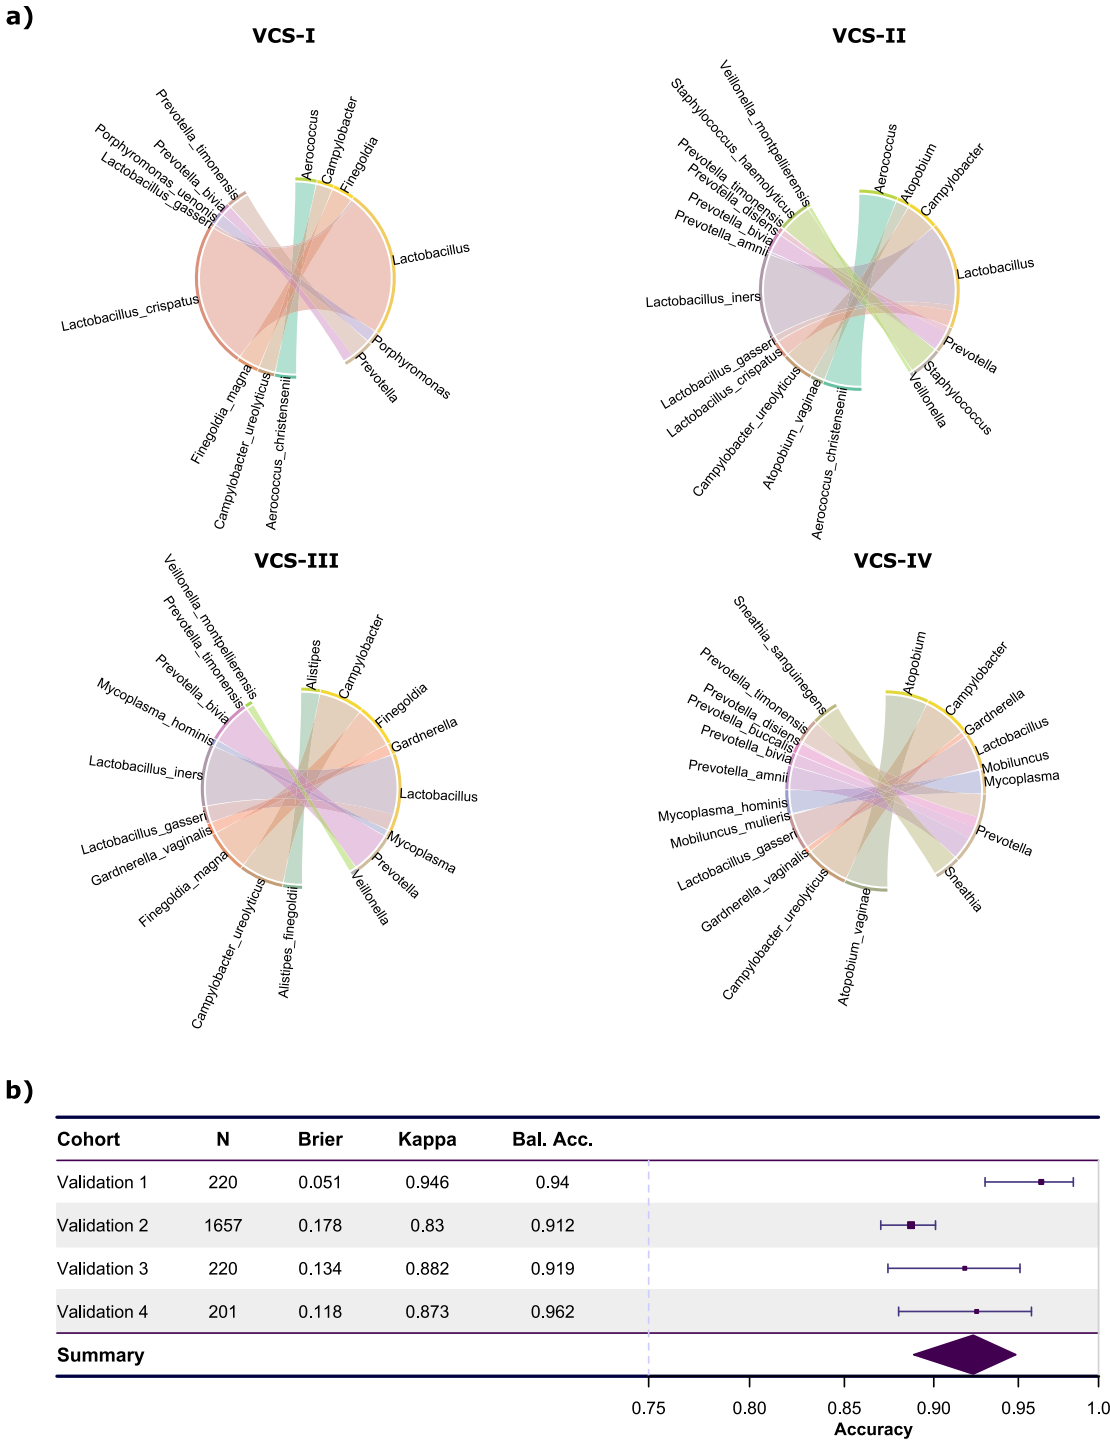 a)
VCS-I
Prevotella_timonensis
Prevotella_bivia
Porphyromonas_uenonis
Lactobacillus_gasseri
Lactobacillus_crispatus
Finegoldia_magna
Campylobacter_ureolyticus
Aerococcus_christensenii
Aerococcus
Campylobacter
Finegoldia
Lactobacillus
Porphyromonas
Prevotella
VCS-II
Veillonella_montpellierensis
Staphylococcus_haemolyticus
Prevotella_timonensis
Prevotella_disiens
Prevotella_bivia
Prevotella_amnii
Lactobacillus_iners
Lactobacillus_gasseri
Lactobacillus_crispatus
Campylobacter_ureolyticus
Atopobium_vaginae
Aerococcus_christensenii
Aerococcus
Atopobium
Campylobacter
Lactobacillus
Prevotella
Staphylococcus
Veillonella
VCS-III
Veillonella_montpellierensis
Prevotella_timonensis
Prevotella_bivia
Mycoplasma_hominis
Lactobacillus_iners
Lactobacillus_gasseri
Gardnerella_vaginalis
Finegoldia_magna
Campylobacter_ureolyticus
Alistipes_finegoldii
Alistipes
Campylobacter
Finegoldia
Gardnerella
Lactobacillus
Mycoplasma
Prevotella
Veillonella
VCS-IV
Sneathia_sanguinegens
Prevotella_timonensis
Prevotella_disiens
Prevotella_buccalis
Prevotella_bivia
Prevotella_amnii
Mycoplasma_hominis
Mobiluncus_mulieris
Lactobacillus_gasseri
Gardnerella_vaginalis
Campylobacter_ureolyticus
Atopobium_vaginae
Atopobium
Campylobacter
Gardnerella
Lactobacillus
Mobiluncus
Mycoplasma
Prevotella
Sneathia
b)
Cohort N Brier Kappa Bal. Acc.
Validation 1 220 0.051 0.946 0.94
Validation 2 1657 0.178 0.83 0.912
Validation 3 220 0.134 0.882 0.919
Validation 4 201 0.118 0.873 0.962
Summary
0.75 0.80 0.85 0.90 0.95 1.0
Accuracy